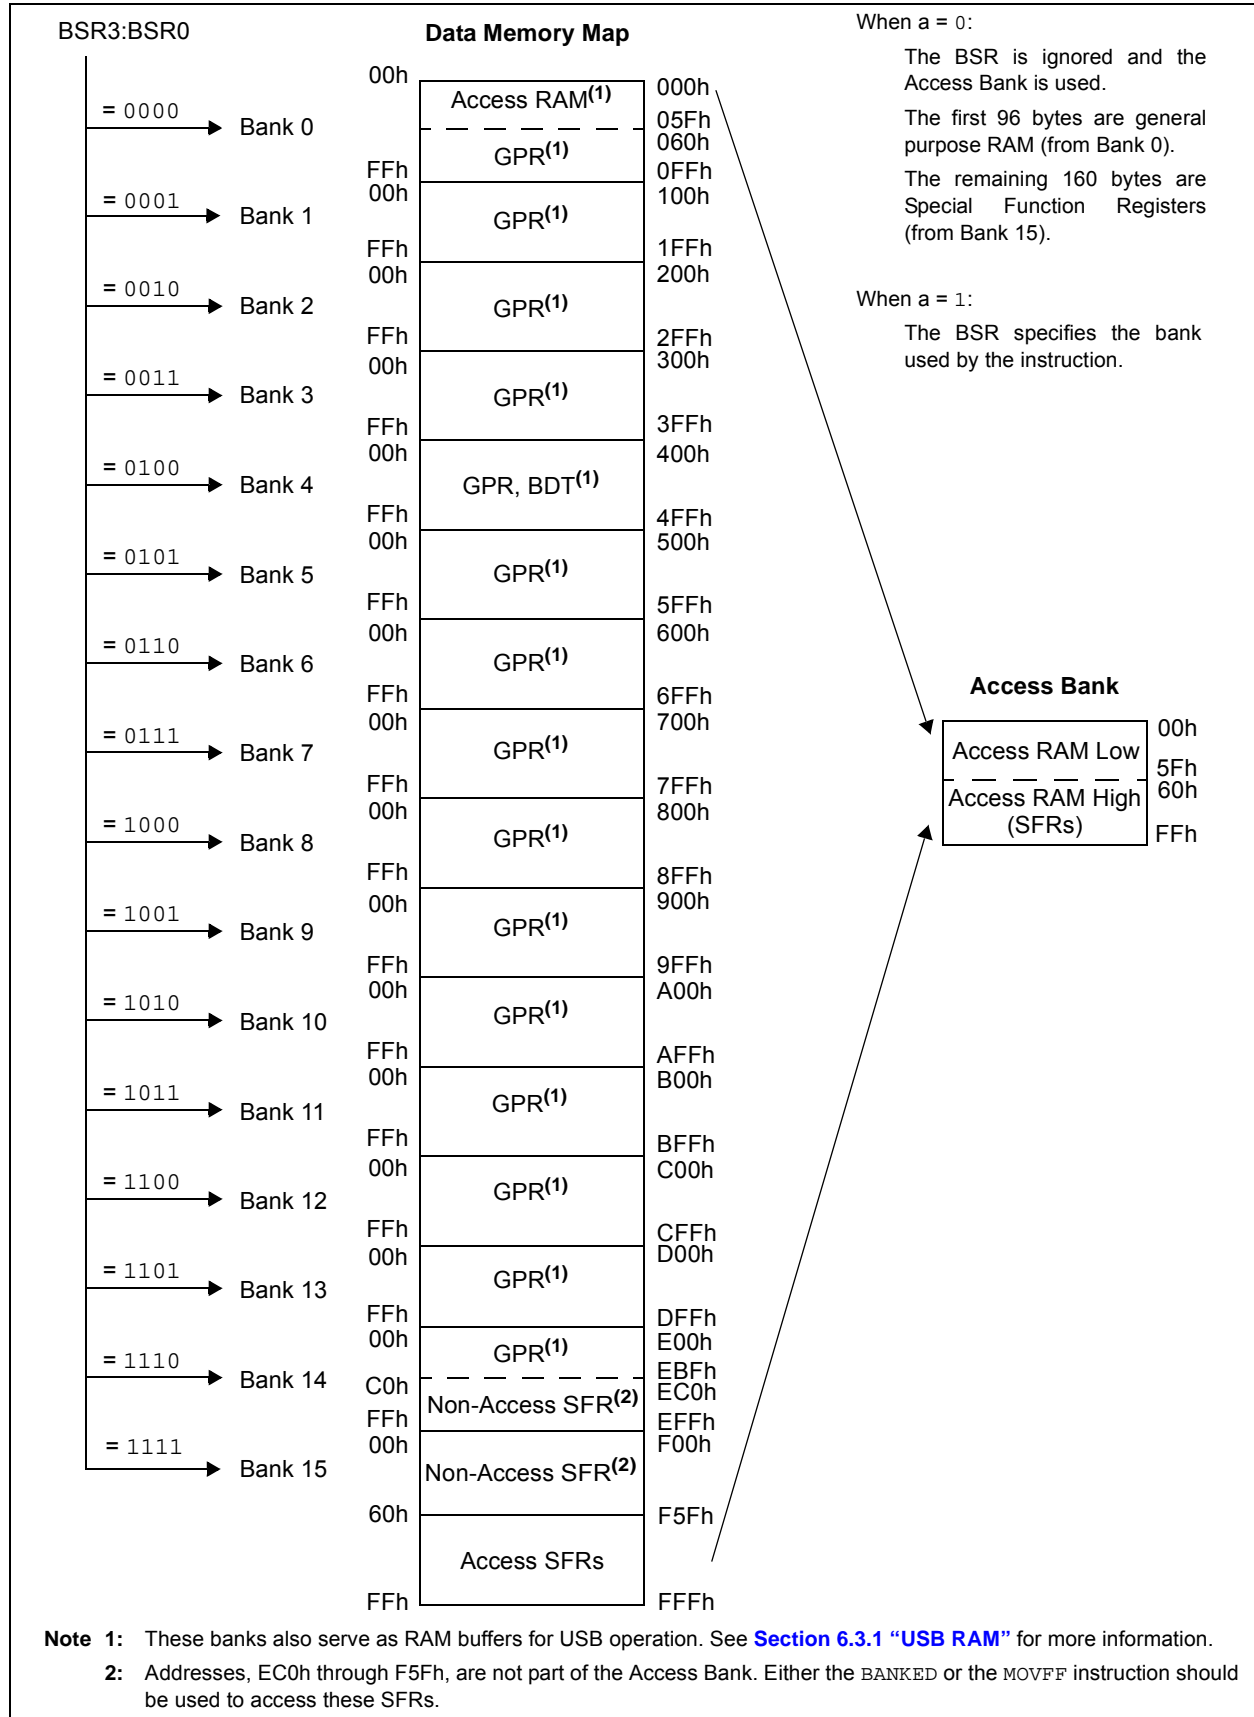 BSR3:BSR0
Data Memory Map
When a = 0:
The BSR is ignored and the
Access Bank is used.
The first 96 bytes are general
purpose RAM (from Bank 0).
The remaining 160 bytes are
Special Function Registers
(from Bank 15).
When a = 1:
The BSR specifies the bank
used by the instruction.
= 0000
Bank 0
00h
Access RAM(1)
000h
05Fh
060h
GPR(1)
FFh
0FFh
= 0001
Bank 1
00h
GPR(1)
100h
FFh
1FFh
= 0010
Bank 2
00h
GPR(1)
200h
FFh
2FFh
= 0011
Bank 3
00h
GPR(1)
300h
FFh
3FFh
= 0100
Bank 4
00h
GPR, BDT(1)
400h
FFh
4FFh
= 0101
Bank 5
00h
GPR(1)
500h
FFh
5FFh
= 0110
Bank 6
00h
GPR(1)
600h
FFh
6FFh
= 0111
Bank 7
00h
GPR(1)
700h
FFh
7FFh
= 1000
Bank 8
00h
GPR(1)
800h
FFh
8FFh
= 1001
Bank 9
00h
GPR(1)
900h
FFh
9FFh
= 1010
Bank 10
00h
GPR(1)
A00h
FFh
AFFh
= 1011
Bank 11
00h
GPR(1)
B00h
FFh
BFFh
= 1100
Bank 12
00h
GPR(1)
C00h
FFh
CFFh
= 1101
Bank 13
00h
GPR(1)
D00h
FFh
DFFh
= 1110
Bank 14
00h
GPR(1)
E00h
EBFh
C0h
Non-Access SFR(2)
EC0h
FFh
EFFh
= 1111
Bank 15
00h
Non-Access SFR(2)
F00h
60h
F5Fh
Access SFRs
FFh
FFFh
Access Bank
Access RAM Low
00h
5Fh
Access RAM High
(SFRs)
60h
FFh
Note 1: These banks also serve as RAM buffers for USB operation. See Section 6.3.1 “USB RAM” for more information.
2: Addresses, EC0h through F5Fh, are not part of the Access Bank. Either the BANKED or the MOVFF instruction should
be used to access these SFRs.